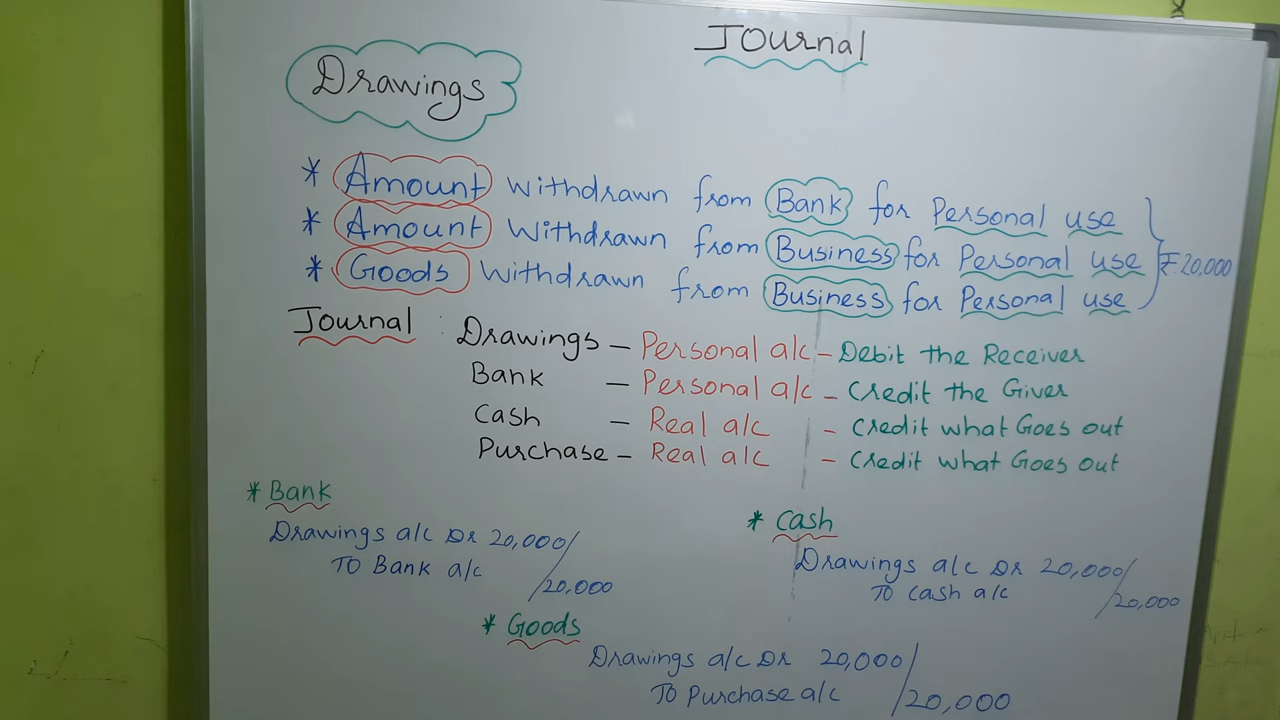 Journal
Drawings
* Amount withdrawn from Bank for Personal use
* Amount withdrawn from Business for Personal use
* Goods withdrawn from Business for Personal use
} ₹20,000
Journal : Drawings – Personal a/c – Debit the Receiver
Bank – Personal a/c – Credit the Giver
Cash – Real a/c – Credit what Goes out
Purchase – Real a/c – Credit what Goes out
* Bank
Drawings a/c Dr 20,000/
To Bank a/c /20,000
* Cash
Drawings a/c Dr 20,000/
To Cash a/c /20,000
* Goods
Drawings a/c Dr 20,000/
To Purchase a/c /20,000